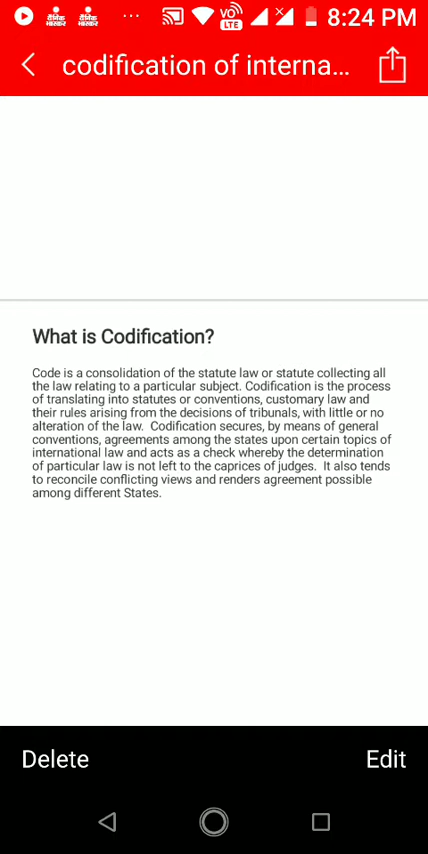 8:24 PM
VO LTE
codification of interna...
What is Codification?
Code is a consolidation of the statute law or statute collecting all
the law relating to a particular subject. Codification is the process
of translating into statutes or conventions, customary law and
their rules arising from the decisions of tribunals, with little or no
alteration of the law.  Codification secures, by means of general
conventions, agreements among the states upon certain topics of
international law and acts as a check whereby the determination
of particular law is not left to the caprices of judges.  It also tends
to reconcile conflicting views and renders agreement possible
among different States.
Delete
Edit